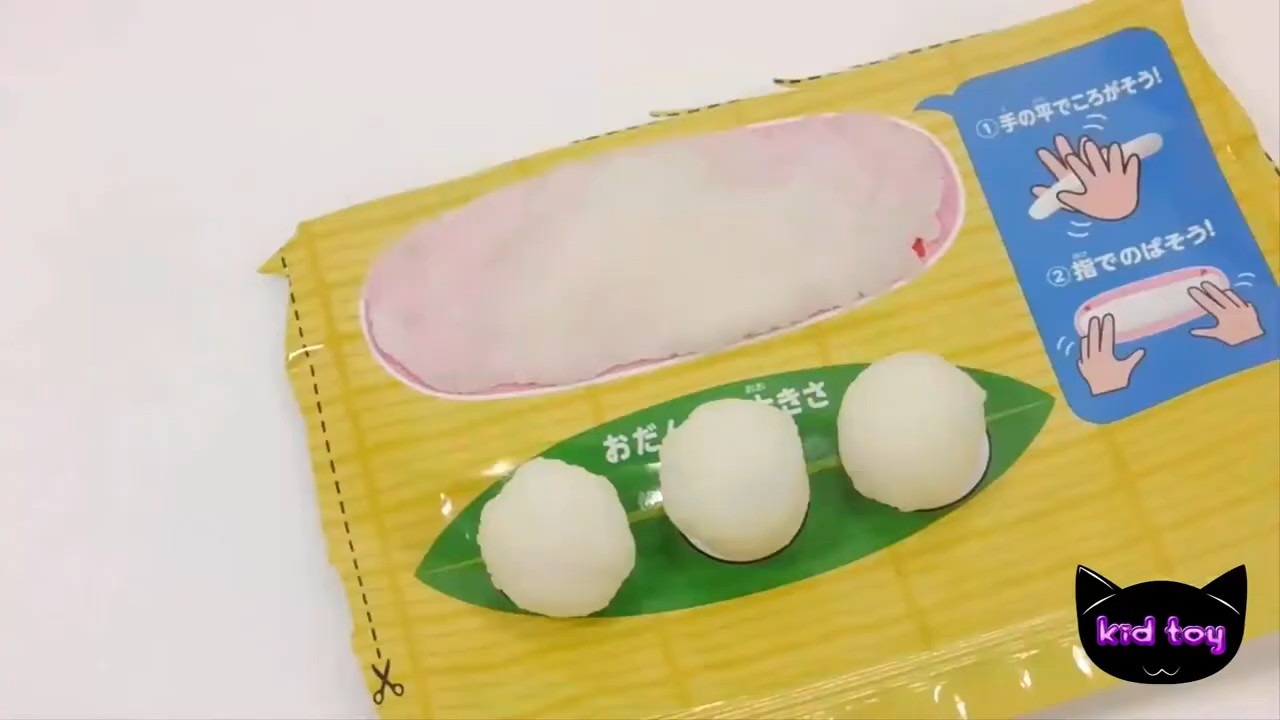 ①手の平でころがそう!
②指でのばそう!
おだ
きさ
kid toy